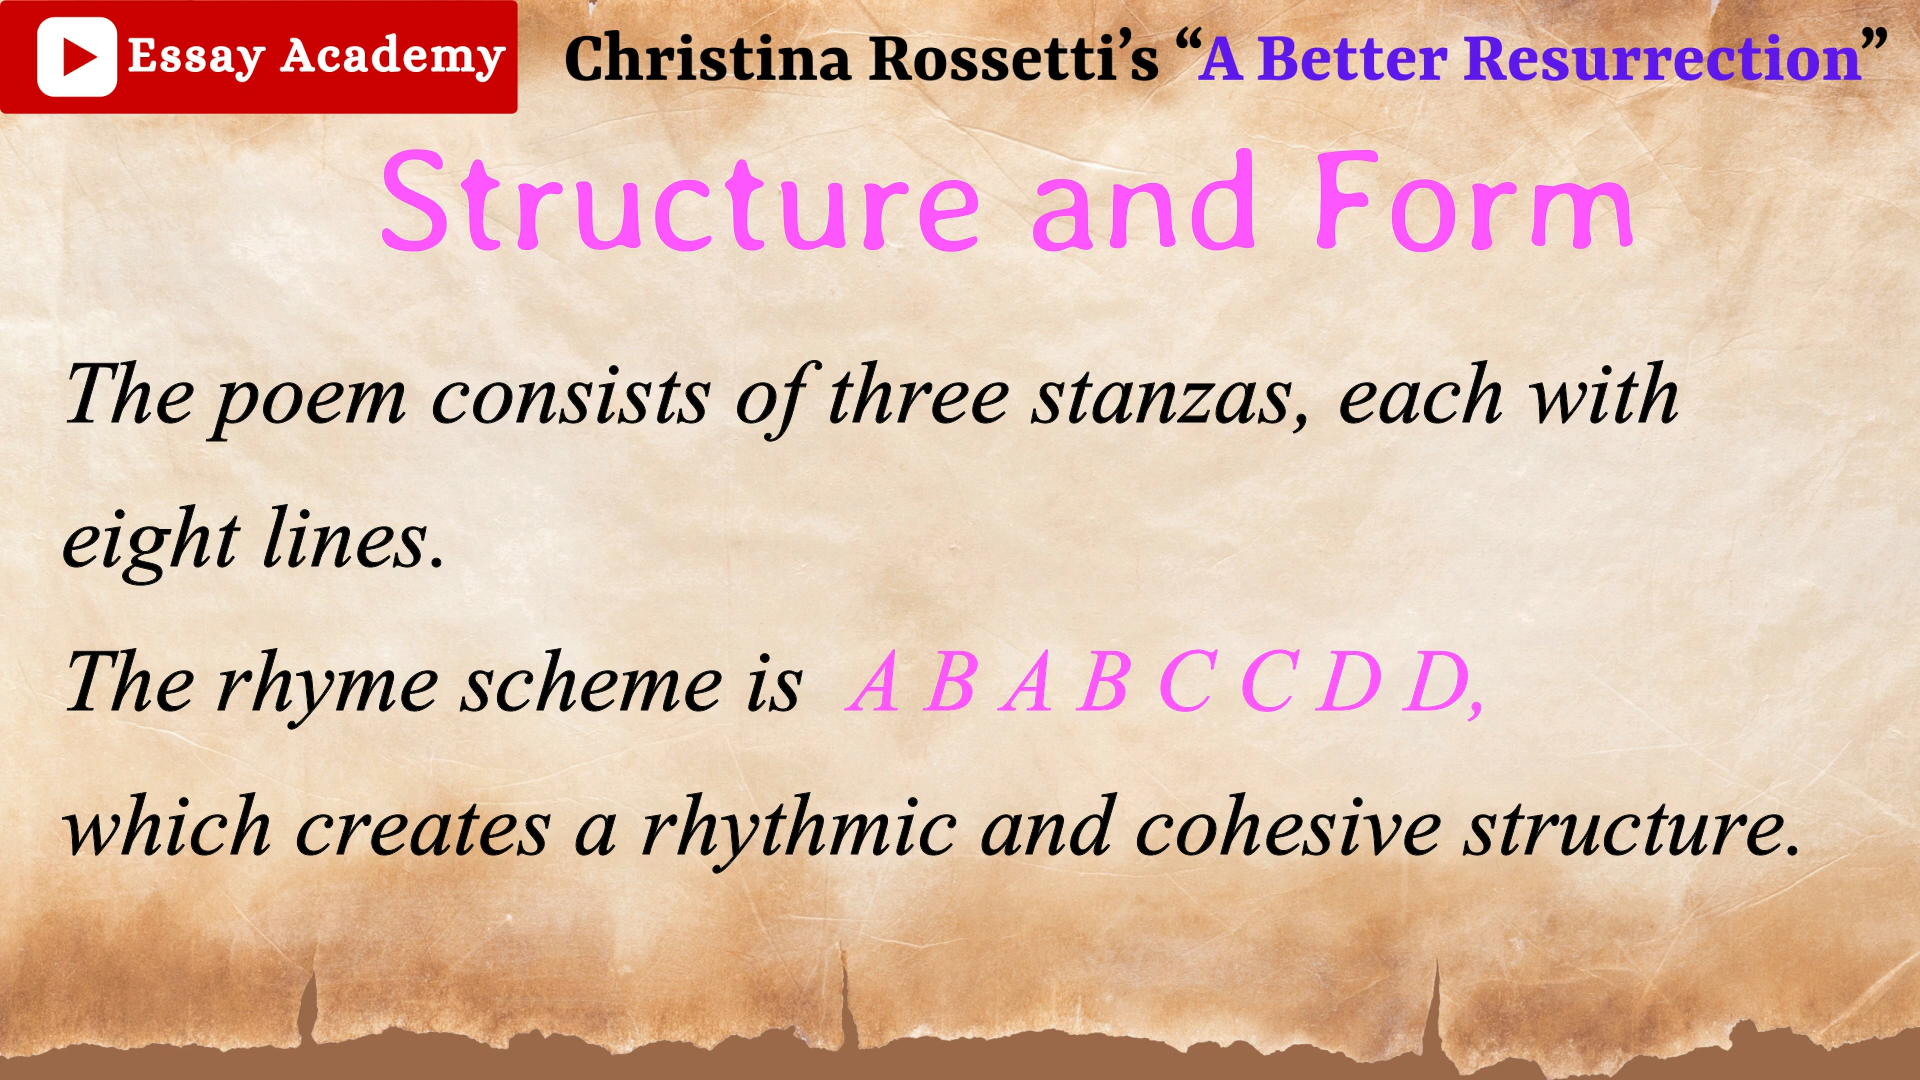 Essay Academy
Christina Rossetti’s “A Better Resurrection”
Structure and Form
The poem consists of three stanzas, each with
eight lines.
The rhyme scheme is A B A B C C D D,
which creates a rhythmic and cohesive structure.